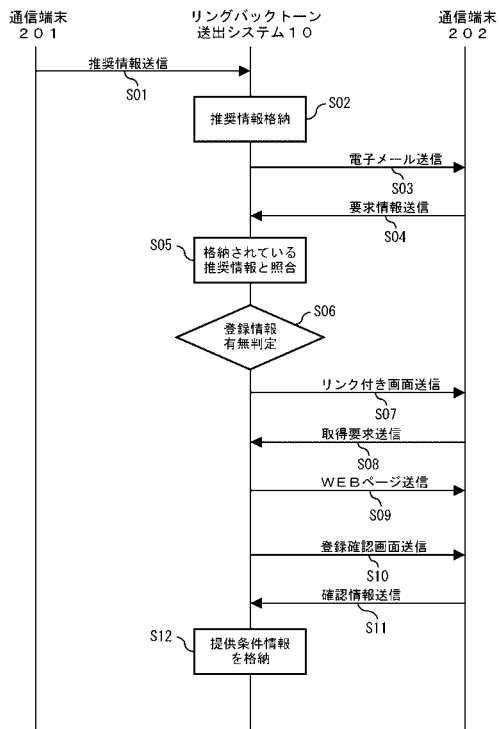 通信端末
２０１
リングバックトーン
送出システム１０
通信端末
２０２
推奨情報送信
S01
推奨情報格納
S02
電子メール送信
S03
要求情報送信
S04
S05
格納されている
推奨情報と照合
S06
登録情報
有無判定
リンク付き画面送信
S07
取得要求送信
S08
ＷＥＢページ送信
S09
登録確認画面送信
S10
確認情報送信
S11
S12
提供条件情報
を格納